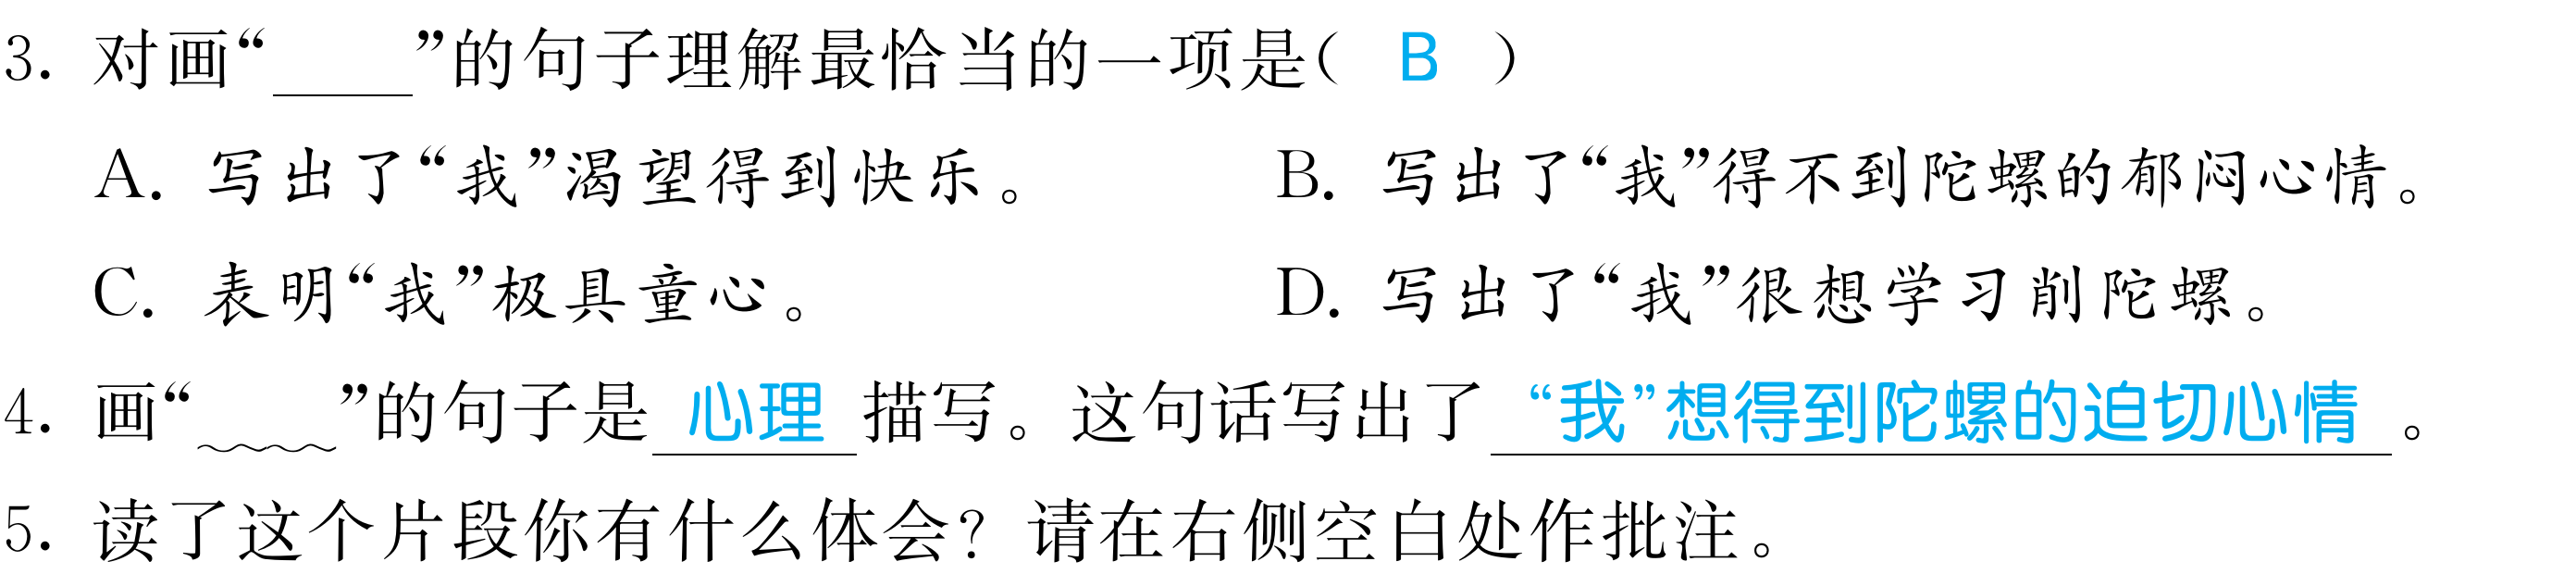 3. 对画“____”的句子理解最恰当的一项是( B )
A. 写出了“我”渴望得到快乐。 B. 写出了“我”得不到陀螺的郁闷心情。
C. 表明“我”极具童心。 D. 写出了“我”很想学习削陀螺。
4. 画“﹏﹏”的句子是 心理 描写。这句话写出了 “我”想得到陀螺的迫切心情 。
5. 读了这个片段你有什么体会？请在右侧空白处作批注。